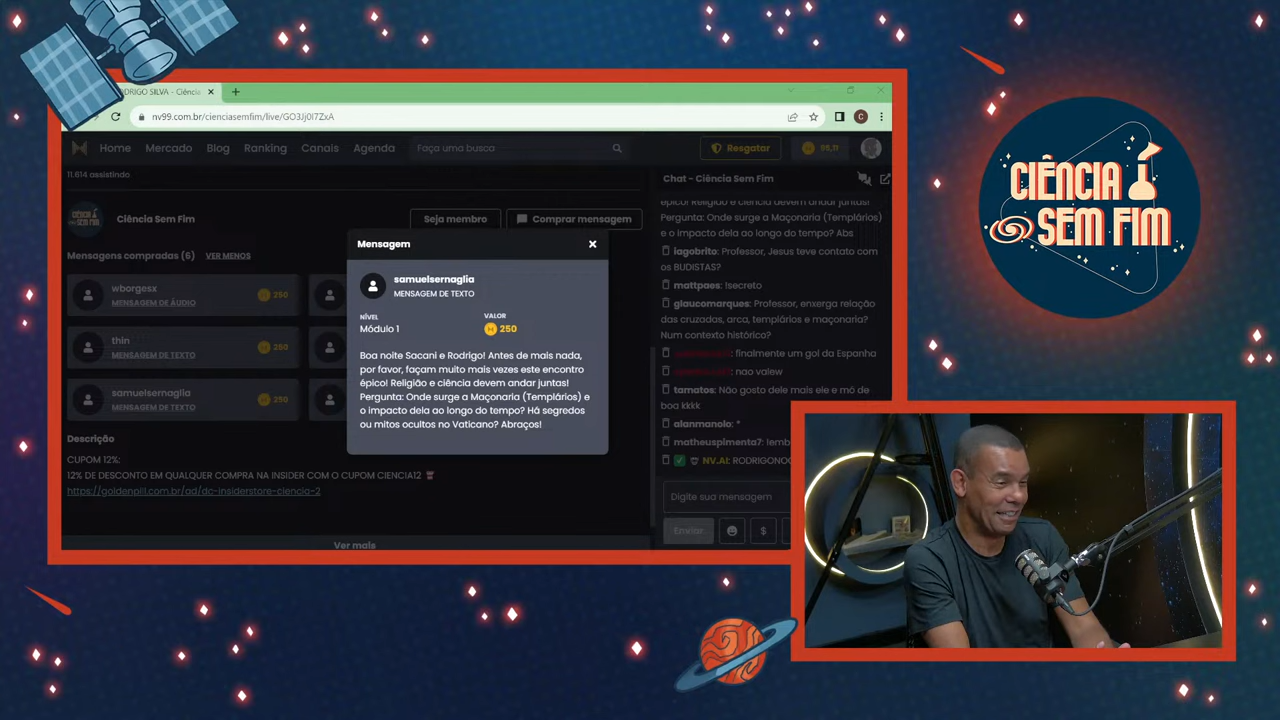 ODRIGO SILVA - Ciênci
nv99.com.br/cienciasemfim/live/GO3Jj0I7ZxA
C
Home Mercado Blog Ranking Canais Agenda Faça uma busca Resgatar 95,11
11.614 assistindo
Ciência Sem Fim Seja membro Comprar mensagem
Mensagens compradas (6) VER MENOS
wborgesx
MENSAGEM DE ÁUDIO 250
thin
MENSAGEM DE TEXTO 250
samuelsernaglia
MENSAGEM DE TEXTO 250
Descrição
CUPOM 12%:
12% DE DESCONTO EM QUALQUER COMPRA NA INSIDER COM O CUPOM CIENCIA12
https://goldenpill.com.br/ad/dc-insiderstore-ciencia-2
Ver mais
Mensagem
samuelsernaglia
MENSAGEM DE TEXTO
NÍVEL VALOR
Módulo 1 250
Boa noite Sacani e Rodrigo! Antes de mais nada,
por favor, façam muito mais vezes este encontro
épico! Religião e ciência devem andar juntas!
Pergunta: Onde surge a Maçonaria (Templários) e
o impacto dela ao longo do tempo? Há segredos
ou mitos ocultos no Vaticano? Abraços!
Chat - Ciência Sem Fim
épico! Religião e ciência devem andar juntas!
Pergunta: Onde surge a Maçonaria (Templários)
e o impacto dela ao longo do tempo? Abs
iagobrito: Professor, Jesus teve contato com
os BUDISTAS?
mattpaes: !secreto
glaucomarques: Professor, enxerga relação
das cruzadas, arca, templários e maçonaria?
Num contexto histórico?
finalmente um gol da Espanha
nao valew
tamatos: Não gosto dele mais ele e mó de
boa kkkk
alanmanolo: *
matheuspimenta7: !emb
NV.AI: RODRIGONO
Digite sua mensagem
Enviar $
CIÊNCIA
SEM FIM